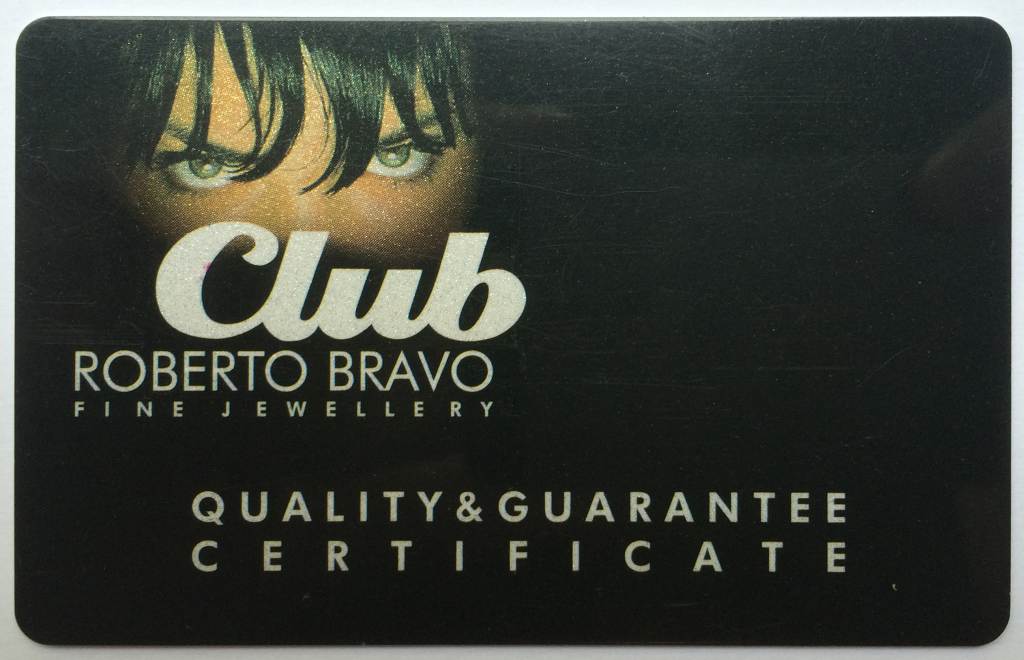 Club
ROBERTO BRAVO
FINE JEWELLERY
QUALITY&GUARANTEE
CERTIFICATE